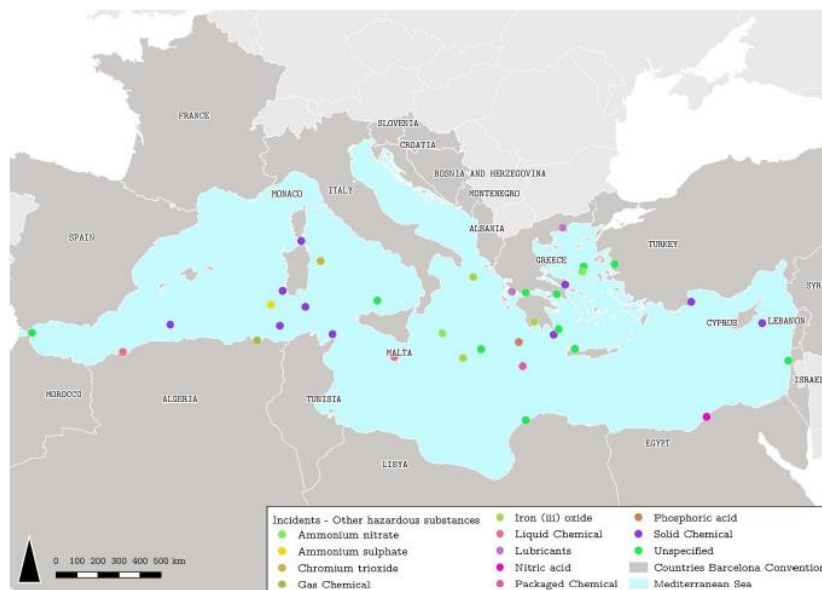 FRANCE
SLOVENIA
CROATIA
BOSNIA AND HERZEGOVINA
MONACO
ITALY
MONTENEGRO
SPAIN
ALBANIA
TURKEY
GREECE
SYR
CYPRUS
LEBANON
MALTA
ISRAEL
MOROCCO
ALGERIA
TUNISIA
EGYPT
LIBYA
Incidents - Other hazardous substances
Ammonium nitrate
Ammonium sulphate
Chromium trioxide
Gas Chemical
Iron (iii) oxide
Liquid Chemical
Lubricants
Nitric acid
Packaged Chemical
Phosphoric acid
Solid Chemical
Unspecified
Countries Barcelona Convention
Mediterranean Sea
0 100 200 300 400 500 km